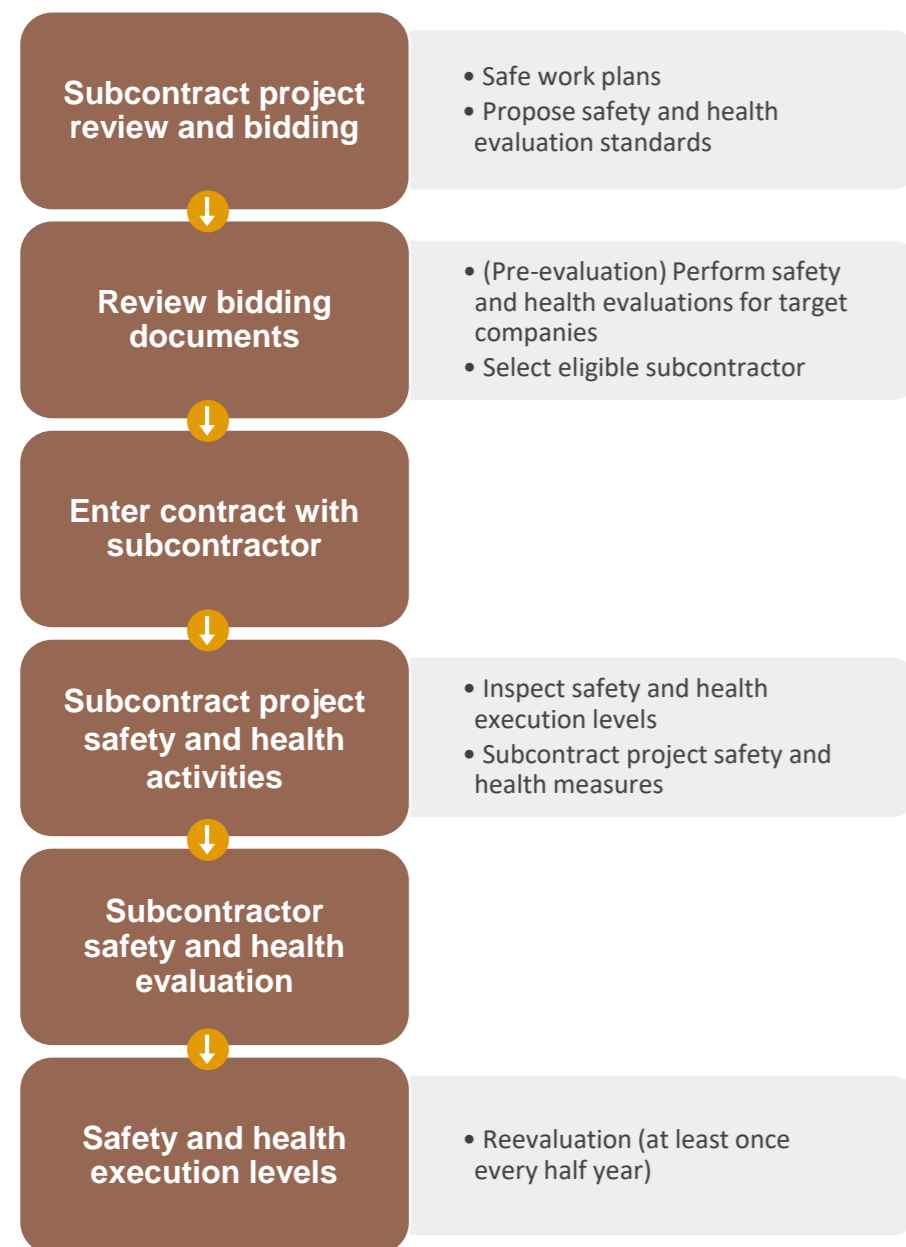 Subcontract project
review and bidding
• Safe work plans
• Propose safety and health
evaluation standards
Review bidding
documents
• (Pre-evaluation) Perform safety
and health evaluations for target
companies
• Select eligible subcontractor
Enter contract with
subcontractor
Subcontract project
safety and health
activities
• Inspect safety and health
execution levels
• Subcontract project safety and
health measures
Subcontractor
safety and health
evaluation
Safety and health
execution levels
• Reevaluation (at least once
every half year)